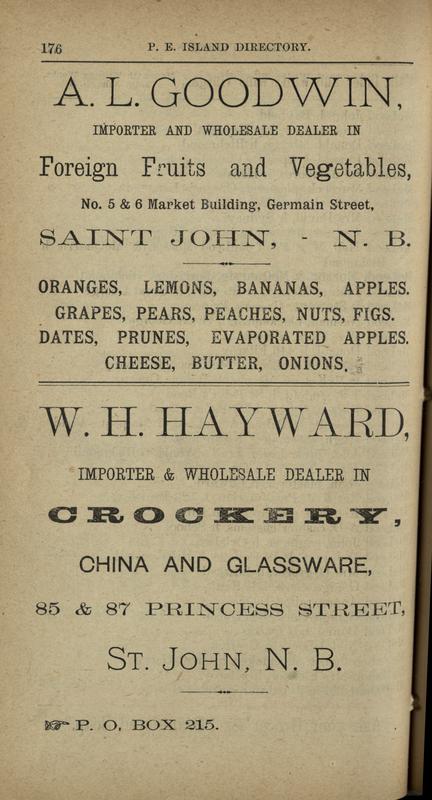 176
P. E. ISLAND DIRECTORY.
A. L. GOODWIN,
IMPORTER AND WHOLESALE DEALER IN
Foreign Fruits and Vegetables,
No. 5 & 6 Market Building, Germain Street,
SAINT JOHN, - N. B.
ORANGES, LEMONS, BANANAS, APPLES.
GRAPES, PEARS, PEACHES, NUTS, FIGS.
DATES, PRUNES, EVAPORATED APPLES.
CHEESE, BUTTER, ONIONS.
W. H. HAYWARD,
IMPORTER & WHOLESALE DEALER IN
CROCKERY,
CHINA AND GLASSWARE,
85 & 87 PRINCESS STREET,
ST. JOHN, N. B.
☞ P. O, BOX 215.